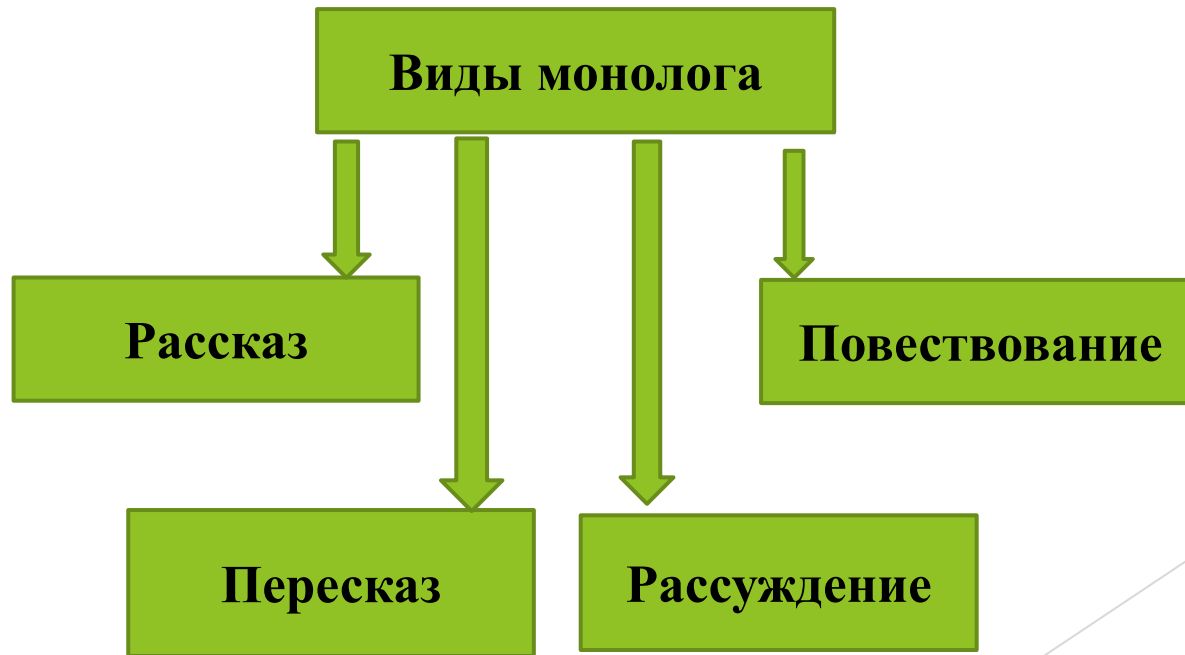 Виды монолога
Рассказ
Повествование
Пересказ
Рассуждение